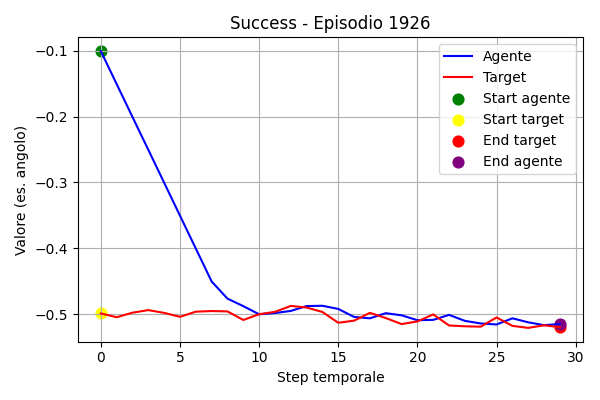 Success - Episodio 1926
Valore (es. angolo)
−0.1
−0.2
−0.3
−0.4
−0.5
Agente
Target
Start agente
Start target
End target
End agente
0 5 10 15 20 25 30
Step temporale